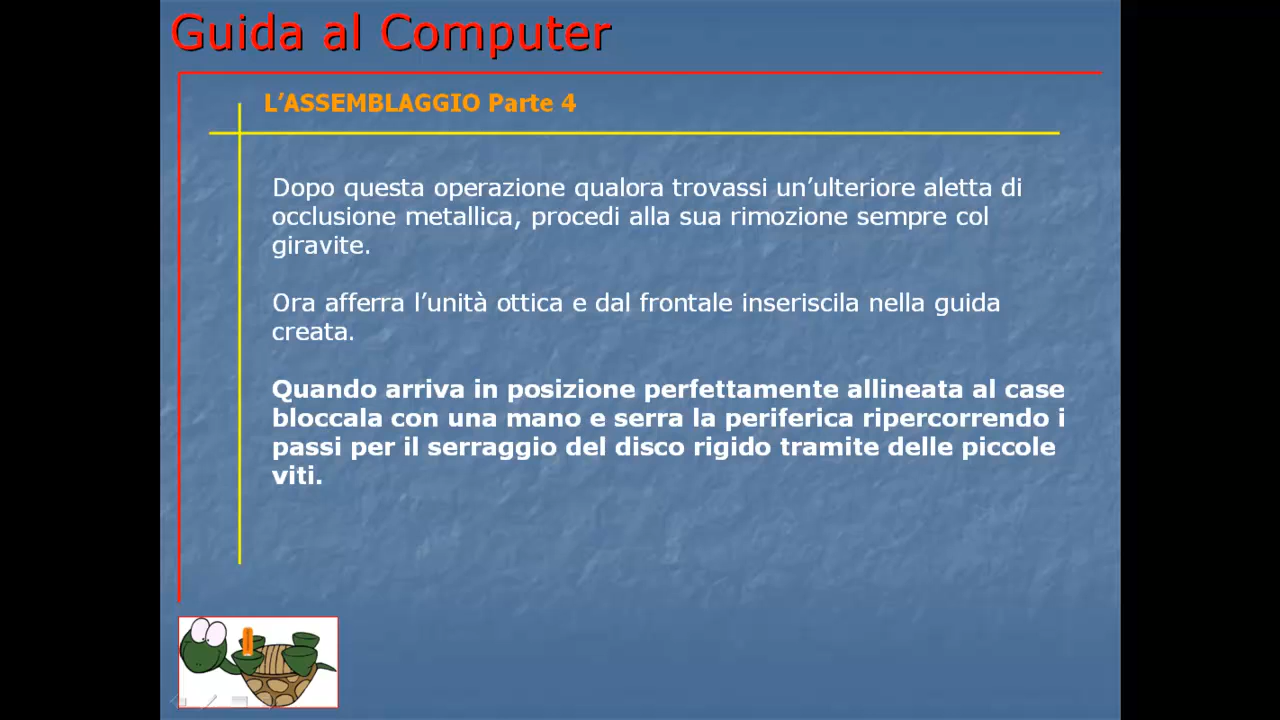 Guida al Computer
L’ASSEMBLAGGIO Parte 4
Dopo questa operazione qualora trovassi un’ulteriore aletta di
occlusione metallica, procedi alla sua rimozione sempre col
giravite.
Ora afferra l’unità ottica e dal frontale inseriscila nella guida
creata.
Quando arriva in posizione perfettamente allineata al case
bloccala con una mano e serra la periferica ripercorrendo i
passi per il serraggio del disco rigido tramite delle piccole
viti.